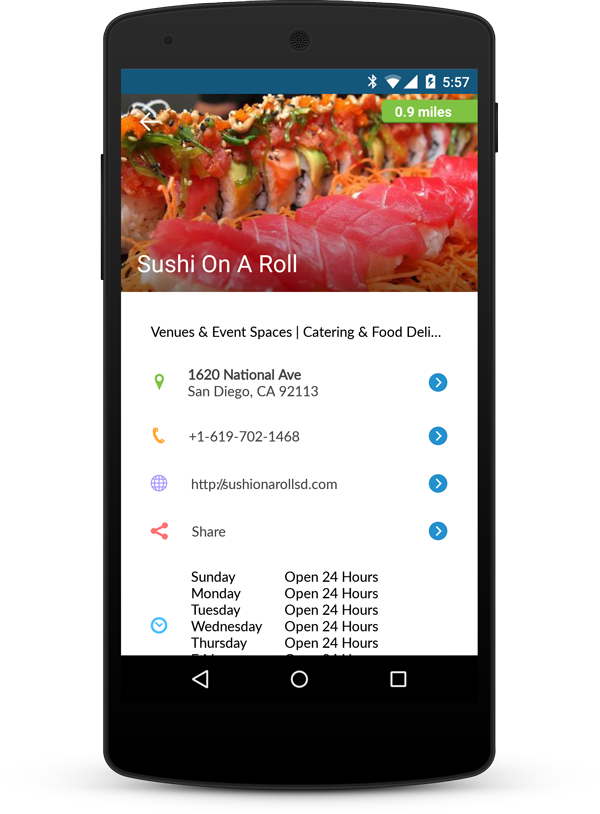 5:57
0.9 miles
Sushi On A Roll
Venues & Event Spaces | Catering & Food Deli...
1620 National Ave
San Diego, CA 92113
+1-619-702-1468
http://sushionarollsd.com
Share
Sunday Open 24 Hours
Monday Open 24 Hours
Tuesday Open 24 Hours
Wednesday Open 24 Hours
Thursday Open 24 Hours